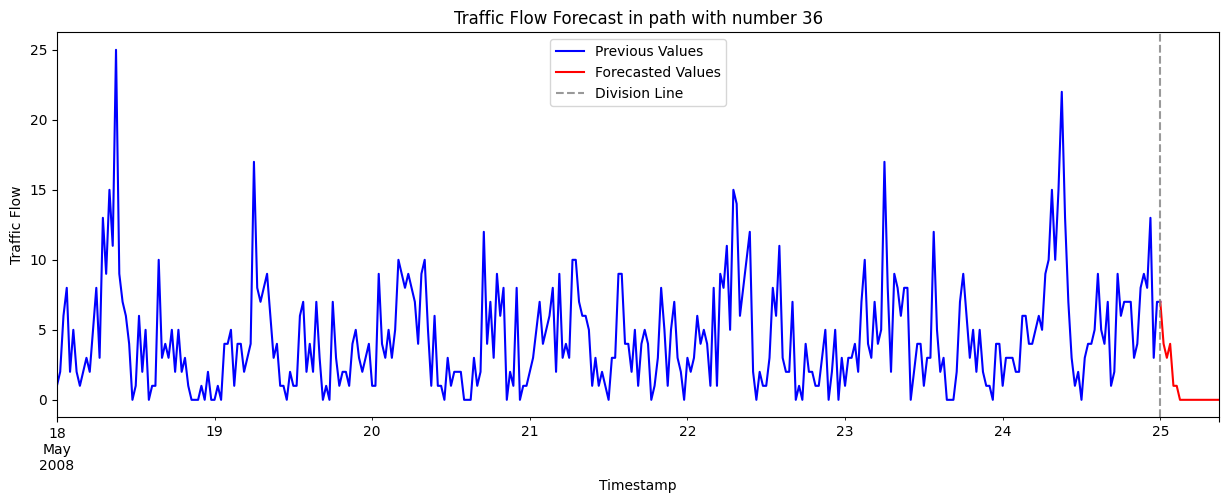 Traffic Flow Forecast in path with number 36
Previous Values
Forecasted Values
Division Line
Traffic Flow
25
20
15
10
5
0
18 19 20 21 22 23 24 25
May
2008
Timestamp